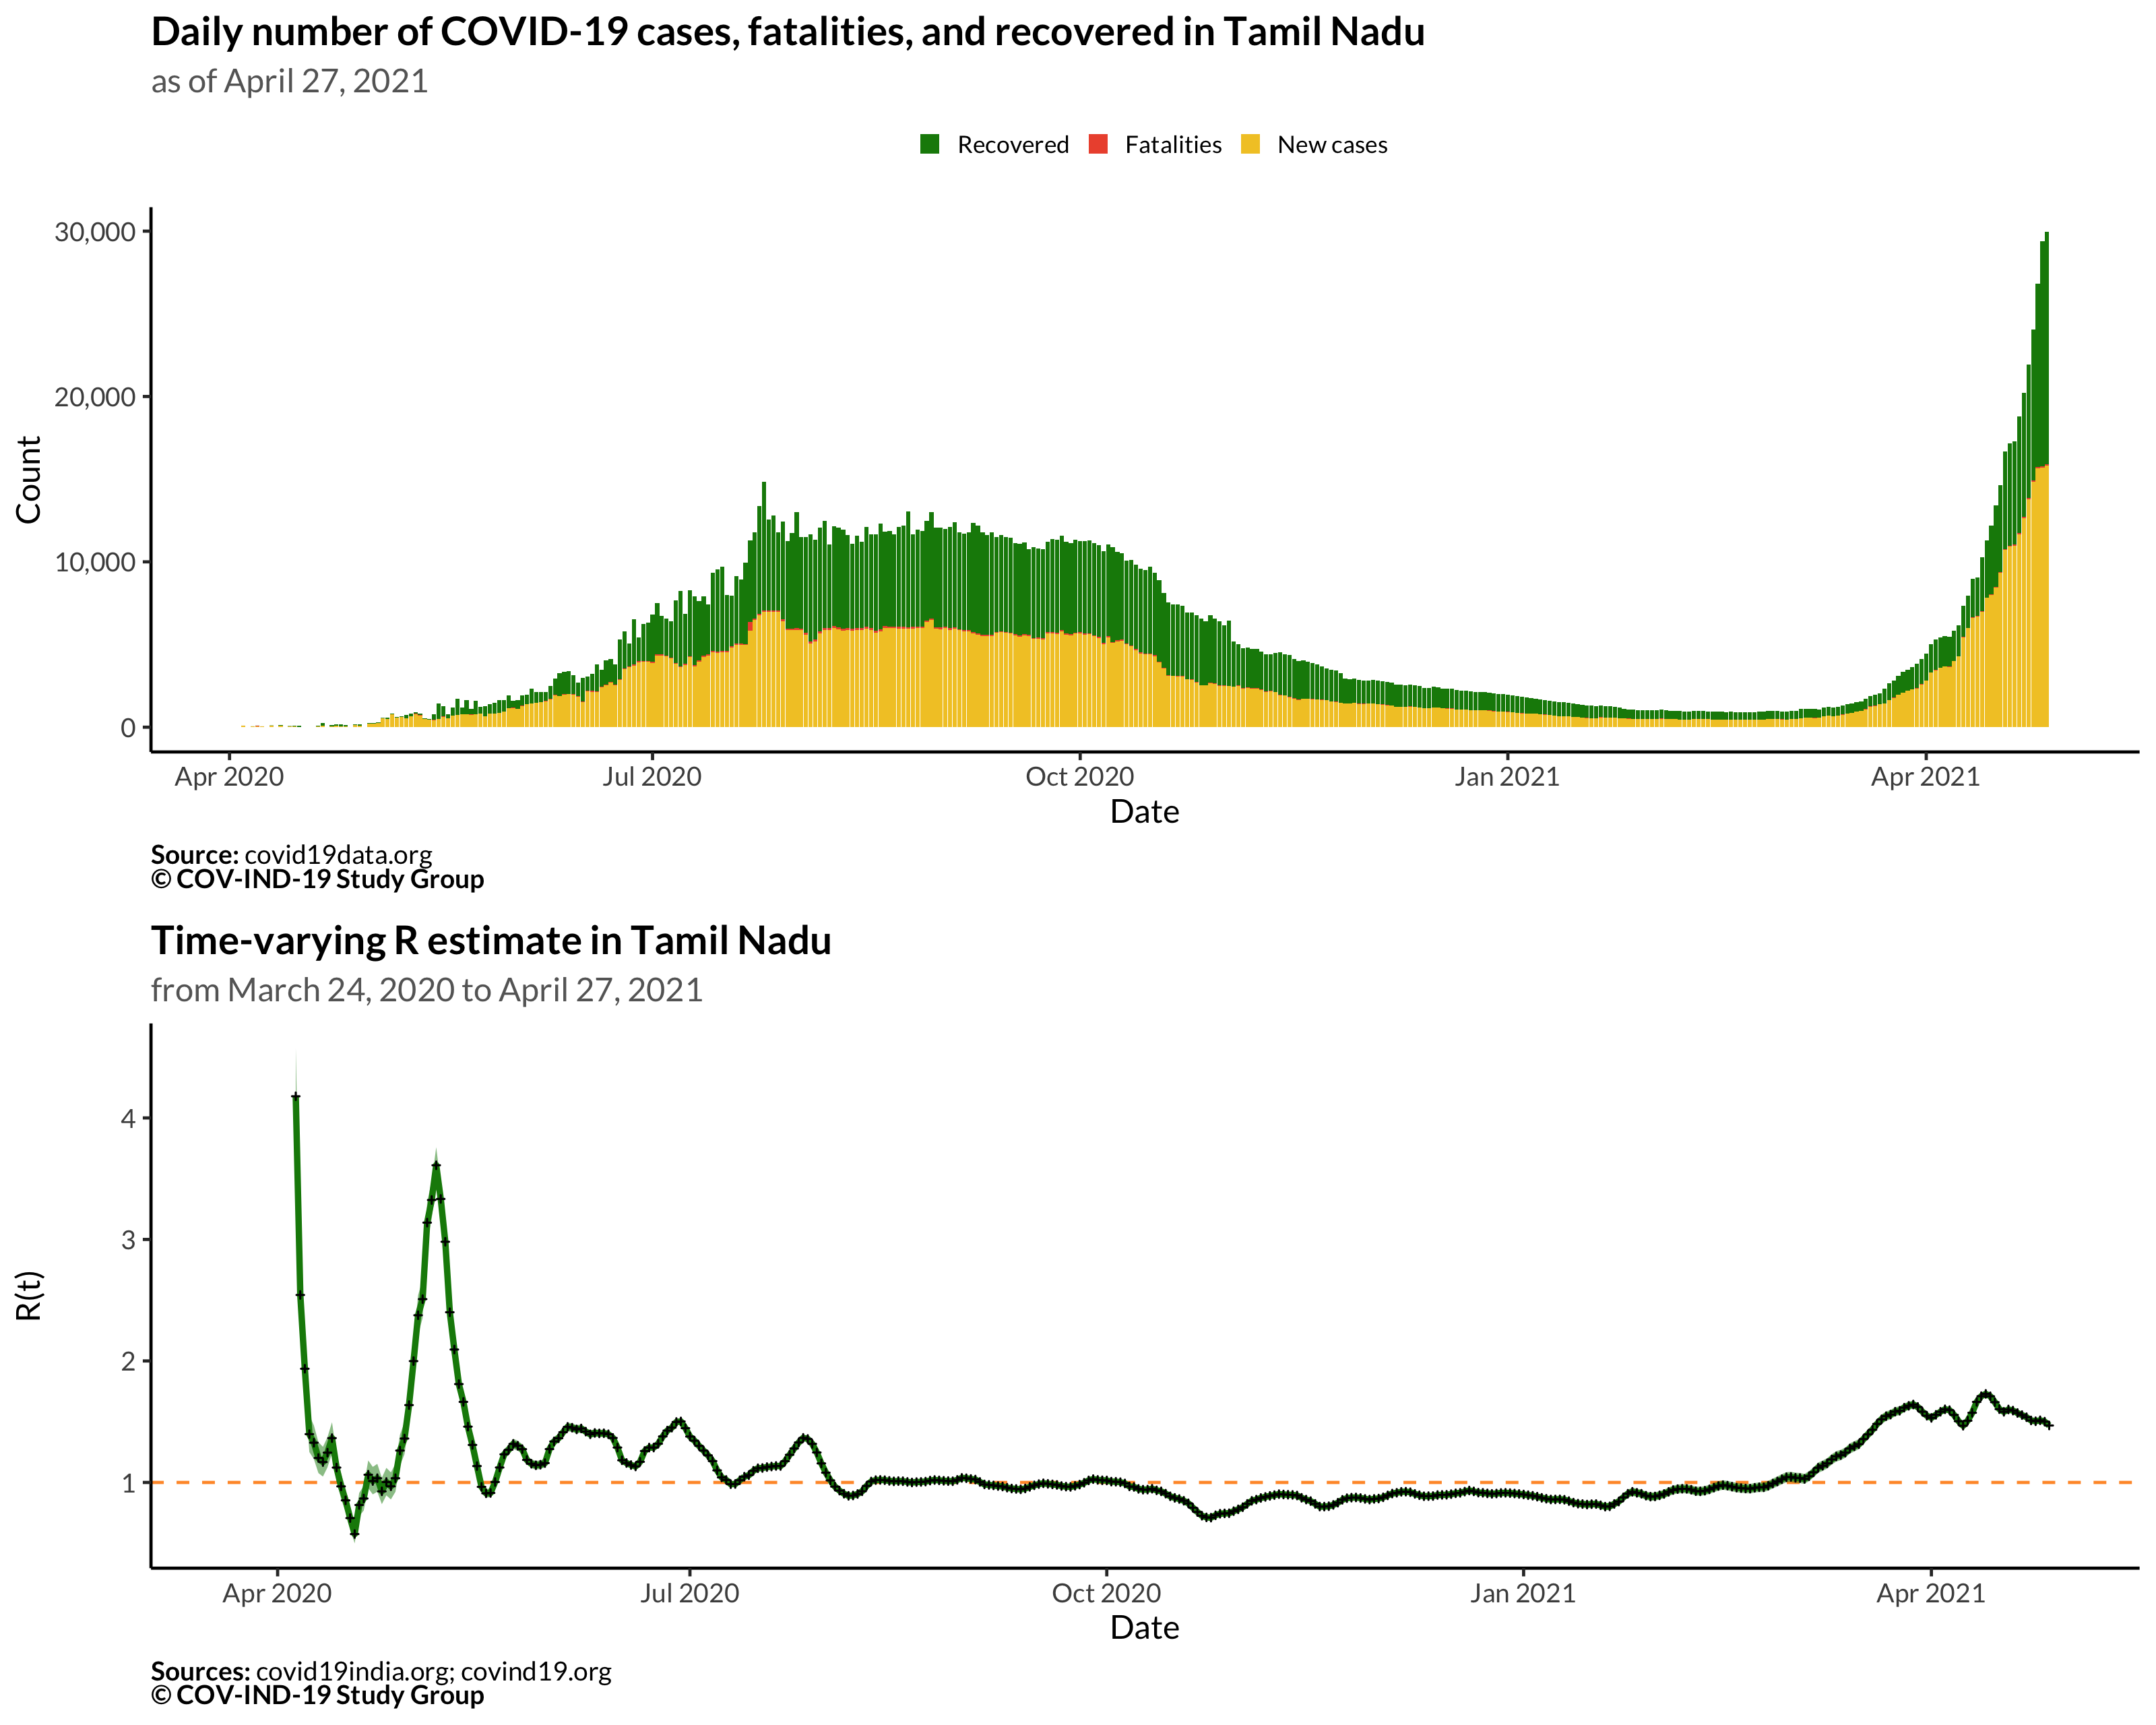 Daily number of COVID-19 cases, fatalities, and recovered in Tamil Nadu
as of April 27, 2021
Recovered Fatalities New cases
Count
30,000
20,000
10,000
0
Apr 2020 Jul 2020 Oct 2020 Jan 2021 Apr 2021
Date
Source: covid19data.org
© COV-IND-19 Study Group
Time-varying R estimate in Tamil Nadu
from March 24, 2020 to April 27, 2021
R(t)
4
3
2
1
Apr 2020 Jul 2020 Oct 2020 Jan 2021 Apr 2021
Date
Sources: covid19india.org; covind19.org
© COV-IND-19 Study Group